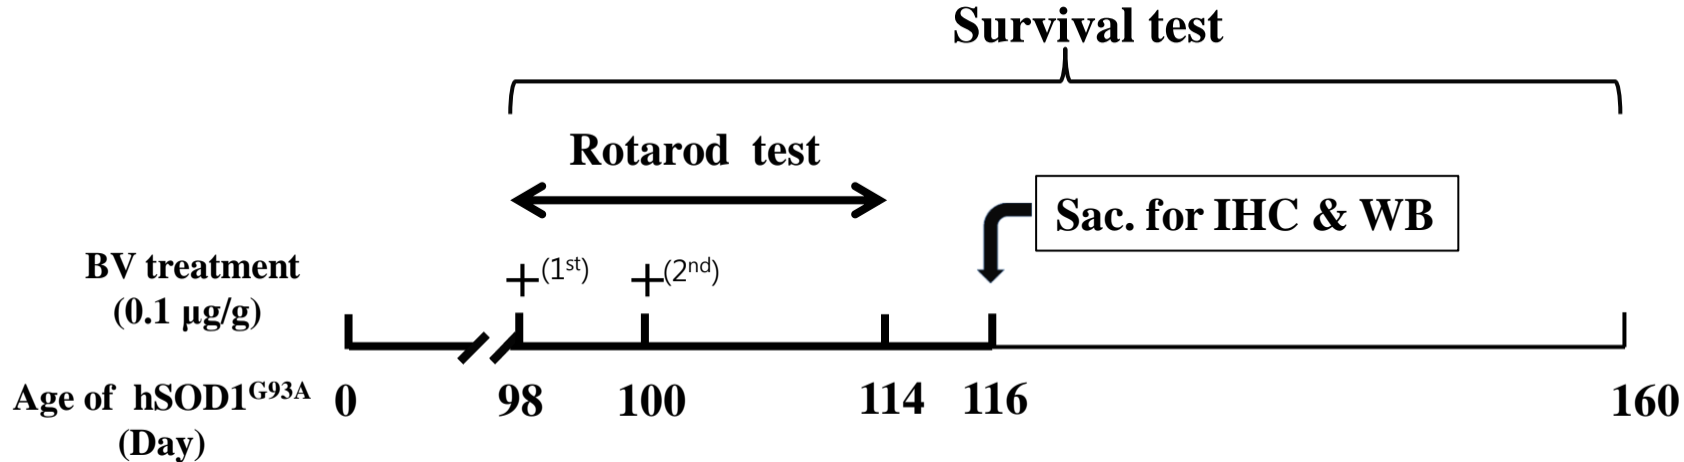 Survival test
Rotarod test
Sac. for IHC & WB
BV treatment
(0.1 µg/g)
+(1st) +(2nd)
Age of hSOD1G93A 0 98 100 114 116 160
(Day)